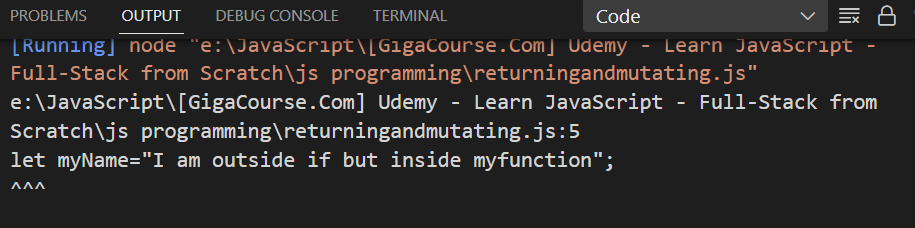 PROBLEMS OUTPUT DEBUG CONSOLE TERMINAL Code
[Running] node "e:\JavaScript\[GigaCourse.Com] Udemy - Learn JavaScript -
Full-Stack from Scratch\js programming\returningandmutating.js"
e:\JavaScript\[GigaCourse.Com] Udemy - Learn JavaScript - Full-Stack from
Scratch\js programming\returningandmutating.js:5
let myName="I am outside if but inside myfunction";
^^^